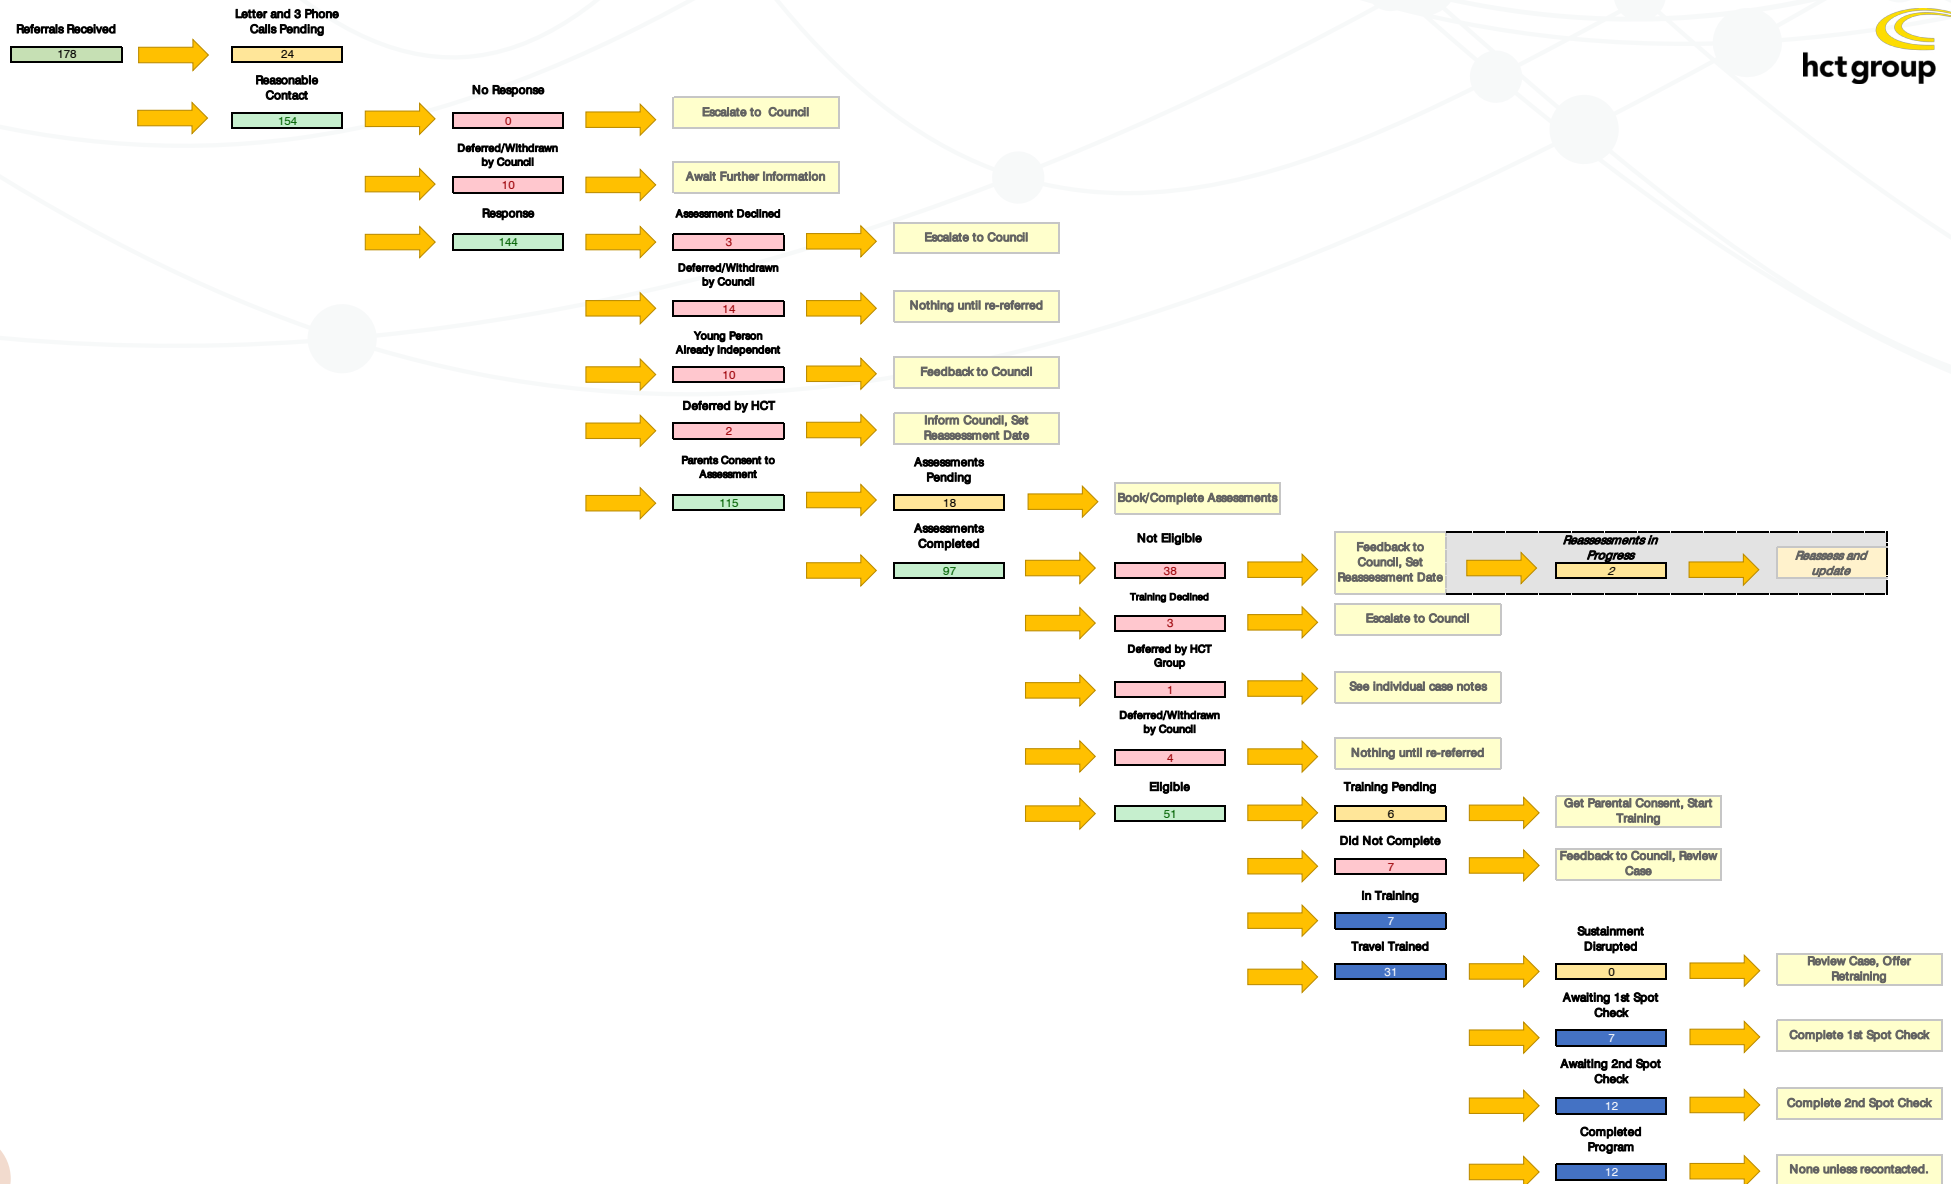 Referrals Received
178
Letter and 3 Phone
Calls Pending
24
hct group
Reasonable
Contact
154
No Response
0
Escalate to Council
Deferred/Withdrawn
by Council
10
Await Further Information
Response
144
Assessment Declined
3
Escalate to Council
Deferred/Withdrawn
by Council
14
Nothing until re-referred
Young Person
Already Independent
10
Feedback to Council
Deferred by HCT
2
Inform Council, Set
Reassessment Date
Parents Consent to
Assessment
115
Assessments
Pending
18
Book/Complete Assessments
Assessments
Completed
97
Not Eligible
38
Feedback to
Council, Set
Reassessment Date
Reassessments in
Progress
2
Reassess and
update
Training Declined
3
Escalate to Council
Deferred by HCT
Group
1
See individual case notes
Deferred/Withdrawn
by Council
4
Nothing until re-referred
Eligible
51
Training Pending
6
Get Parental Consent, Start
Training
Did Not Complete
7
Feedback to Council, Review
Case
In Training
7
Travel Trained
31
Sustainment
Disrupted
0
Review Case, Offer
Retraining
Awaiting 1st Spot
Check
7
Complete 1st Spot Check
Awaiting 2nd Spot
Check
12
Complete 2nd Spot Check
Completed
Program
12
None unless recontacted.